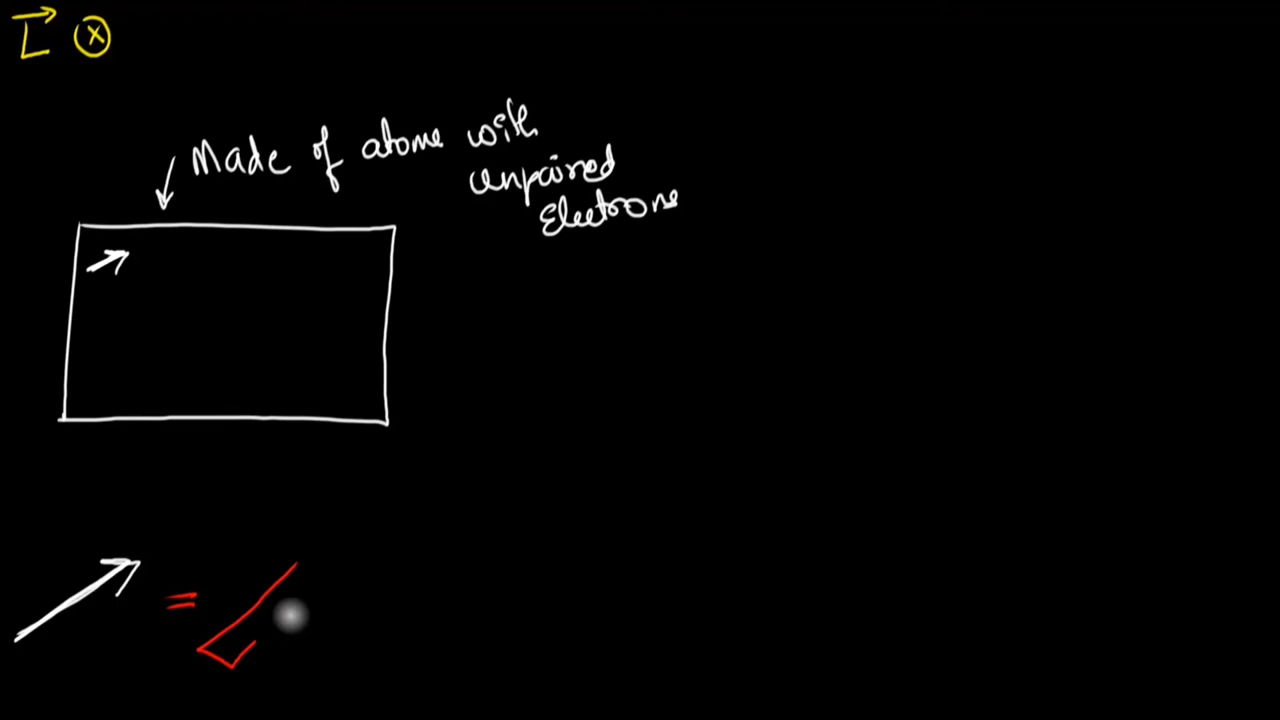 L ⊗
Made of atoms with
unpaired
Electrons
=